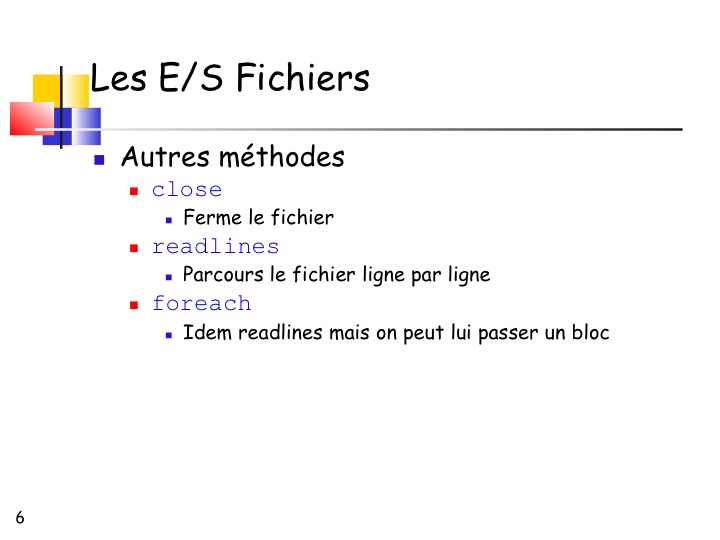 Les E/S Fichiers
Autres méthodes
close
Ferme le fichier
readlines
Parcours le fichier ligne par ligne
foreach
Idem readlines mais on peut lui passer un bloc
6